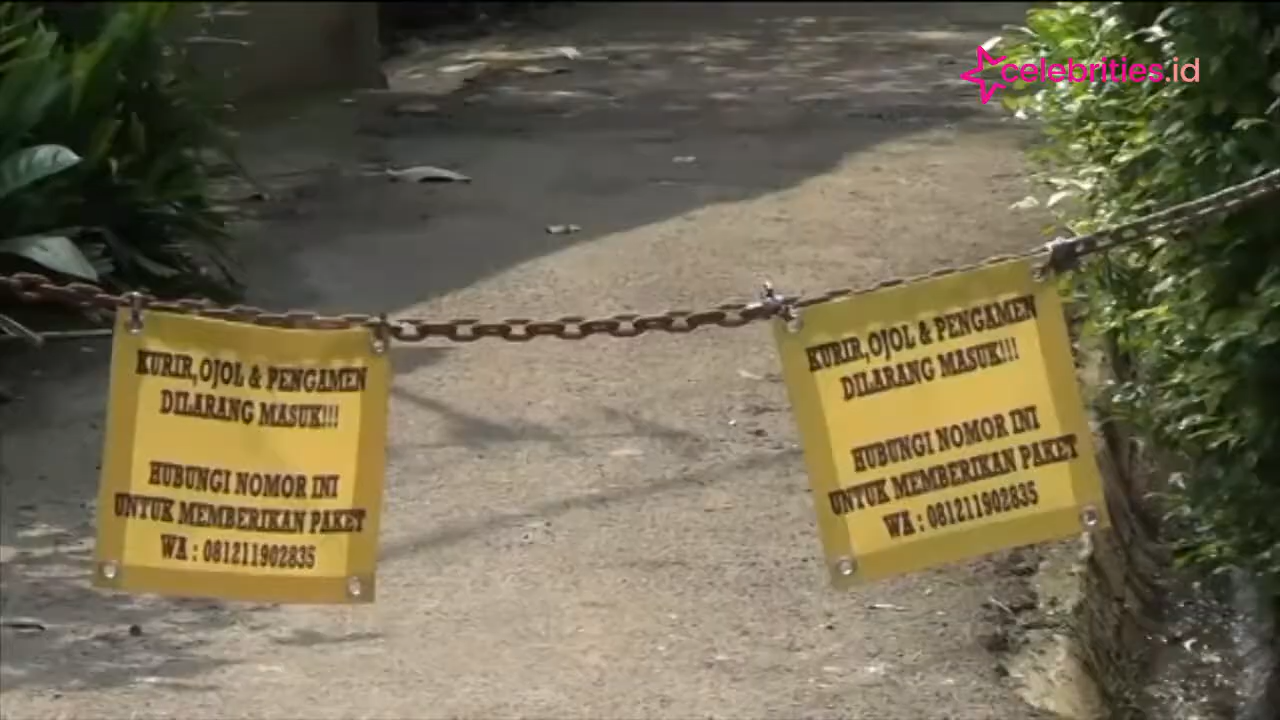 celebrities.id
KURIR,OJOL & PENGAMEN
DILARANG MASUK!!!
HUBUNGI NOMOR INI
UNTUK MEMBERIKAN PAKET
WA : 081211902835
KURIR,OJOL & PENGAMEN
DILARANG MASUK!!!
HUBUNGI NOMOR INI
UNTUK MEMBERIKAN PAKET
WA : 081211902835